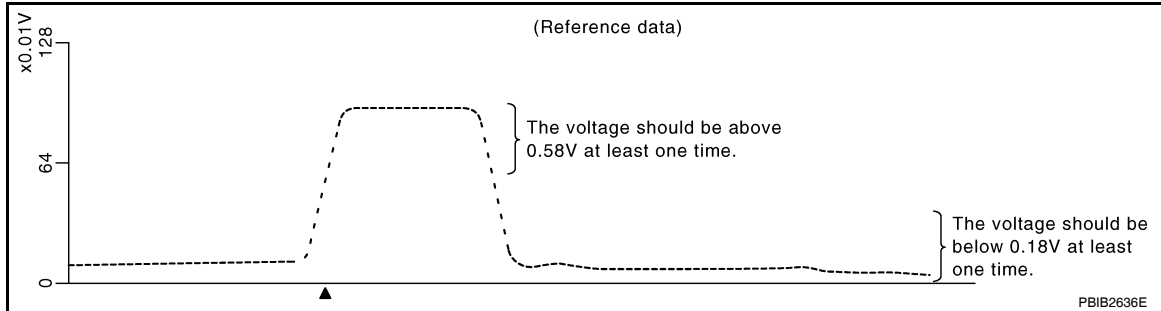 (Reference data)
x0.01V
128
64
0
The voltage should be above
0.58V at least one time.
The voltage should be
below 0.18V at least
one time.
PBIB2636E